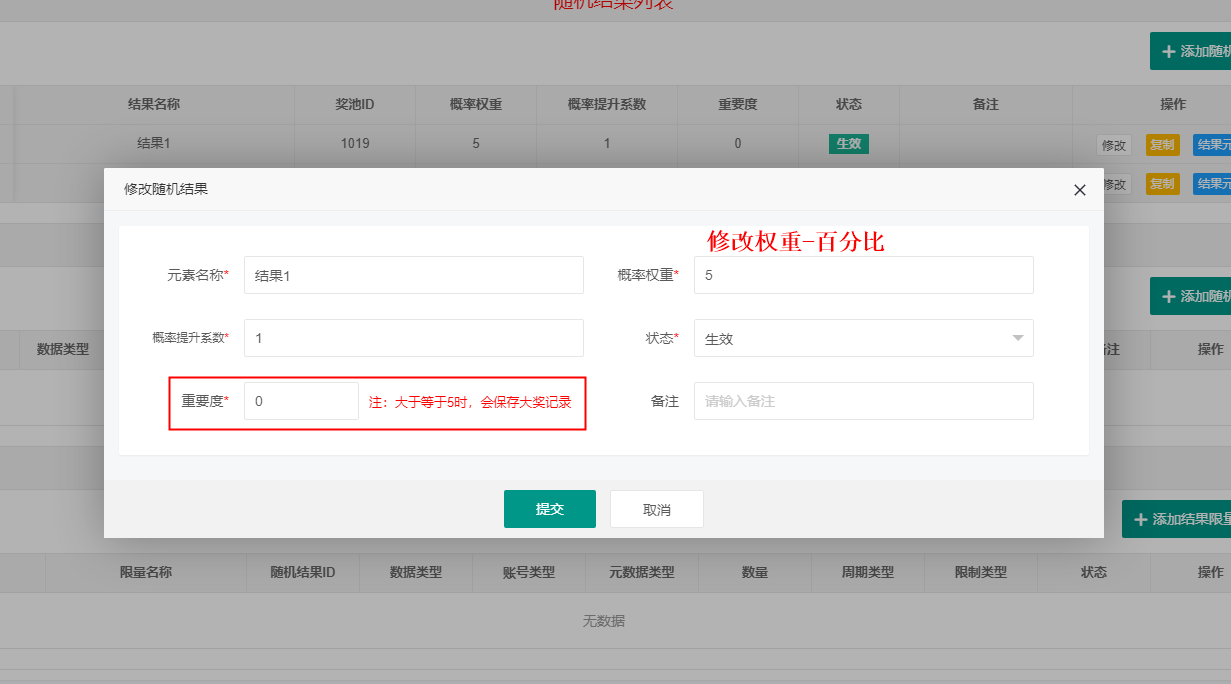 随机结果列表
添加随机
结果名称 奖池ID 概率权重 概率提升系数 重要度 状态 备注 操作
结果1 1019 5 1 0 生效 修改 复制 结果元
修改 复制 结果元
修改随机结果
修改权重-百分比
元素名称* 结果1 概率权重* 5
概率提升系数* 1 状态* 生效
重要度* 0 注：大于等于5时，会保存大奖记录 备注 请输入备注
提交 取消
添加随机
数据类型 备注 操作
添加结果限量
限量名称 随机结果ID 数据类型 账号类型 元数据类型 数量 周期类型 限制类型 状态 操作
无数据